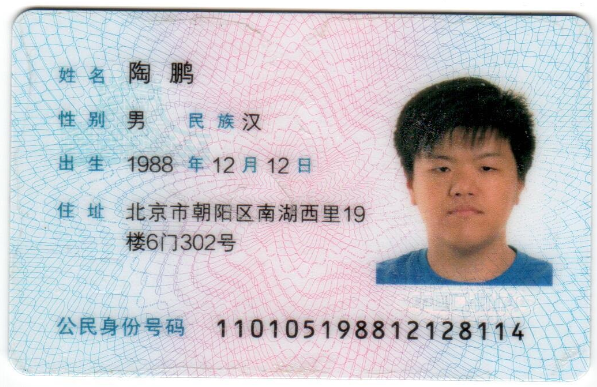 姓名 陶鹏
性别 男 民族 汉
出生 1988 年 12 月 12 日
住址 北京市朝阳区南湖西里19
楼6门302号
公民身份号码 110105198812128114